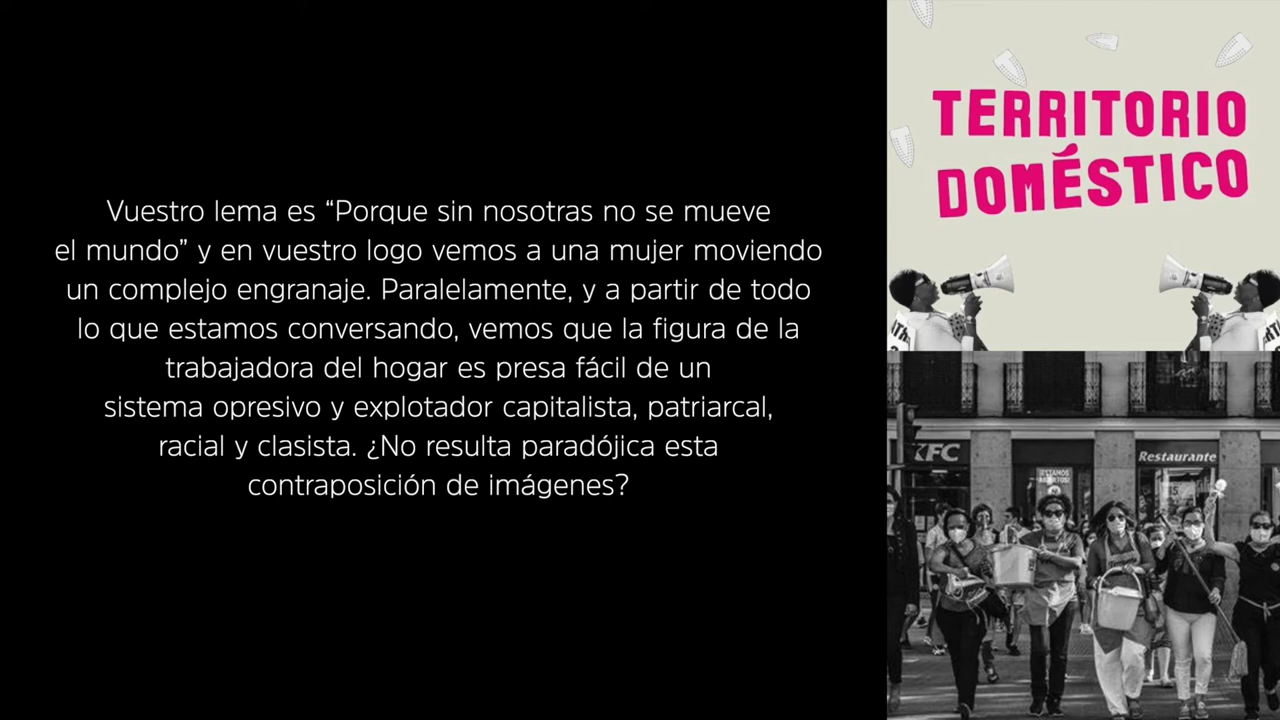 Vuestro lema es “Porque sin nosotras no se mueve
el mundo” y en vuestro logo vemos a una mujer moviendo
un complejo engranaje. Paralelamente, y a partir de todo
lo que estamos conversando, vemos que la figura de la
trabajadora del hogar es presa fácil de un
sistema opresivo y explotador capitalista, patriarcal,
racial y clasista. ¿No resulta paradójica esta
contraposición de imágenes?
TERRITORIO
DOMÉSTICO
KFC
¡ESTAMOS
ABIERTOS!
Restaurante